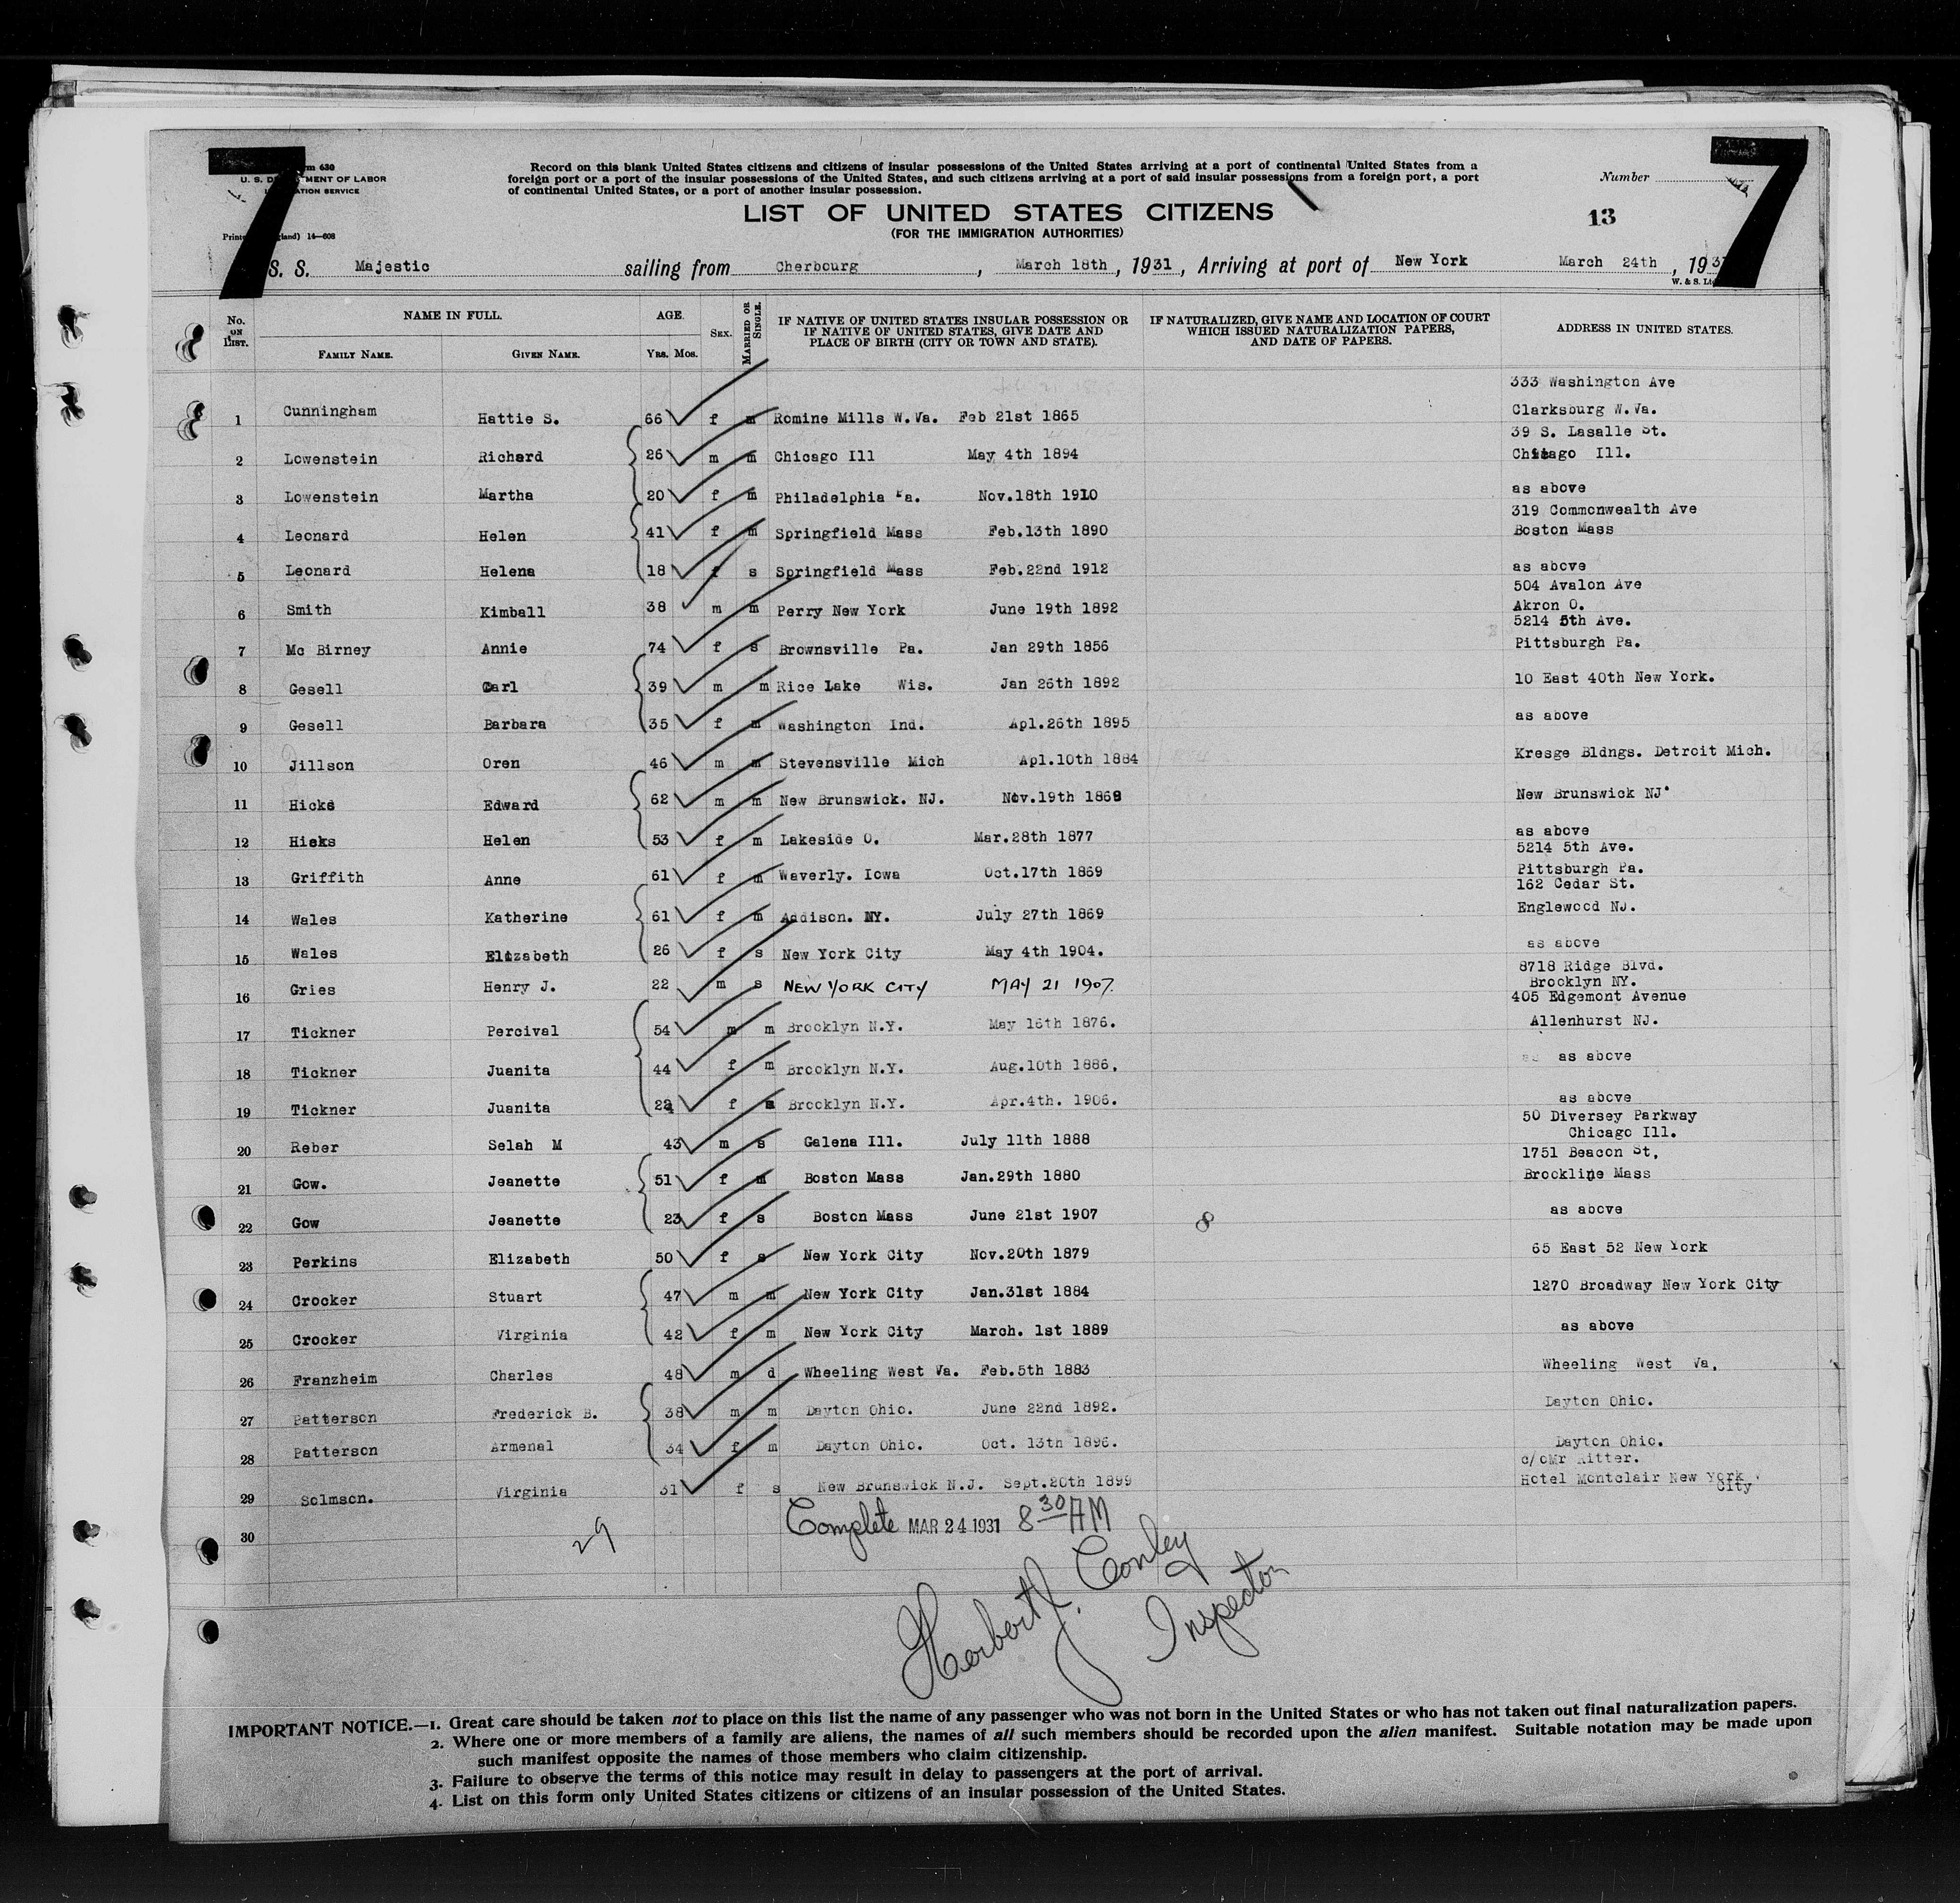 7
7
rm 630
U. S. D MENT OF LABOR
ATION SERVICE
Printe land) 14—608
Record on this blank United States citizens and citizens of insular possessions of the United States arriving at a port of continental United States from a
foreign port or a port of the insular possessions of the United States, and such citizens arriving at a port of said insular possessions from a foreign port, a port
of continental United States, or a port of another insular possession.
Number
LIST OF UNITED STATES CITIZENS
(FOR THE IMMIGRATION AUTHORITIES)
13
S. S. Majestic sailing from Cherbourg, March 18th, 1931, Arriving at port of New York March 24th, 193
W. & S. Lt
No. ON LIST. NAME IN FULL. FAMILY NAME. GIVEN NAME. AGE. YRS. MOS. SEX. MARRIED OR SINGLE. IF NATIVE OF UNITED STATES INSULAR POSSESSION OR IF NATIVE OF UNITED STATES, GIVE DATE AND PLACE OF BIRTH (CITY OR TOWN AND STATE). IF NATURALIZED, GIVE NAME AND LOCATION OF COURT WHICH ISSUED NATURALIZATION PAPERS, AND DATE OF PAPERS. ADDRESS IN UNITED STATES.
333 Washington Ave
1 Cunningham Hattie S. 66 f m Romine Mills W.Va. Feb 21st 1865 Clarksburg W.Va.
39 S. Lasalle St.
2 Lowenstein Richard 26 m m Chicago Ill May 4th 1894 Chicago Ill.
3 Lowenstein Martha 20 f m Philadelphia Pa. Nov.18th 1910 as above
319 Commonwealth Ave
4 Leonard Helen 41 f m Springfield Mass Feb.13th 1890 Boston Mass
5 Leonard Helena 18 f s Springfield Mass Feb.22nd 1912 as above
504 Avalon Ave
6 Smith Kimball 38 m m Perry New York June 19th 1892 Akron O.
5214 5th Ave.
7 Mc Birney Annie 74 f s Brownsville Pa. Jan 29th 1856 Pittsburgh Pa.
8 Gesell Carl 39 m m Rice Lake Wis. Jan 26th 1892 10 East 40th New York.
9 Gesell Barbara 35 f m Washington Ind. Apl.26th 1895 as above
10 Jillson Oren 46 m m Stevensville Mich Apl.10th 1884 Kresge Bldngs. Detroit Mich.
11 Hicks Edward 62 m m New Brunswick. NJ. Nov.19th 1868 New Brunswick NJ.
12 Hicks Helen 53 f m Lakeside O. Mar.28th 1877 as above
5214 5th Ave.
13 Griffith Anne 61 f m Waverly. Iowa Oct.17th 1869 Pittsburgh Pa.
162 Cedar St.
14 Wales Katherine 61 f m Addison. NY. July 27th 1869 Englewood NJ.
15 Wales Elizabeth 26 f s New York City May 4th 1904. as above
8718 Ridge Blvd.
16 Gries Henry J. 22 m s NEW YORK CITY MAY 21 1907. Brooklyn NY.
405 Edgemont Avenue
17 Tickner Percival 54 m m Brooklyn N.Y. May 16th 1876. Allenhurst NJ.
18 Tickner Juanita 44 f m Brooklyn N.Y. Aug.10th 1886. as above
19 Tickner Juanita 24 f s Brooklyn N.Y. Apr.4th. 1906. as above
50 Diversey Parkway
20 Reber Selah M 43 m s Galena Ill. July 11th 1888 Chicago Ill.
1751 Beacon St,
21 Gow. Jeanette 51 f m Boston Mass Jan.29th 1880 Brookline Mass
22 Gow Jeanette 23 f s Boston Mass June 21st 1907 8 as above
23 Perkins Elizabeth 50 f s New York City Nov.20th 1879 65 East 52 New York
24 Crocker Stuart 47 m m New York City Jan.31st 1884 1270 Broadway New York City
25 Crocker Virginia 42 f m New York City March. 1st 1889 as above
26 Franzheim Charles 48 m d Wheeling West Va. Feb.5th 1883 Wheeling West Va.
27 Patterson Frederick B. 38 m m Dayton Ohio. June 22nd 1892. Dayton Ohio.
28 Patterson Armenal 34 f m Dayton Ohio. Oct. 13th 1896. Dayton Ohio.
c/oMr Ritter.
29 Solmson. Virginia 31 f s New Brunswick N.J. Sept.20th 1899 Hotel Montclair New York City
30 Complete MAR 24 1931 8 30 AM
29
Herbert J. Conley
Inspector
IMPORTANT NOTICE.—1. Great care should be taken not to place on this list the name of any passenger who was not born in the United States or who has not taken out final naturalization papers.
2. Where one or more members of a family are aliens, the names of all such members should be recorded upon the alien manifest. Suitable notation may be made upon
such manifest opposite the names of those members who claim citizenship.
3. Failure to observe the terms of this notice may result in delay to passengers at the port of arrival.
4. List on this form only United States citizens or citizens of an insular possession of the United States.